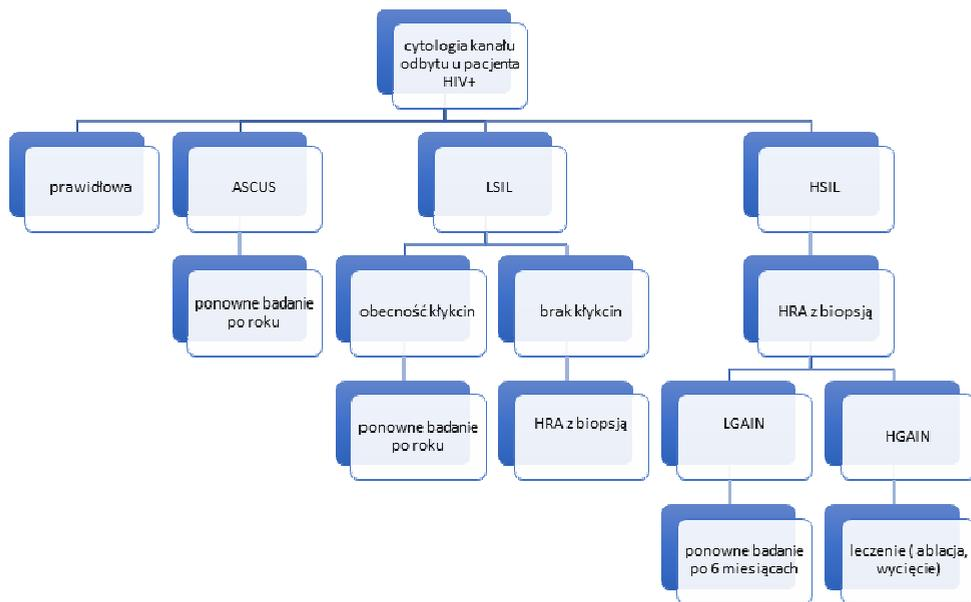 cytologia kanału
odbytu u pacjenta
HIV+
prawidłowa
ASCUS
LSIL
HSIL
ponowne badanie
po roku
obecność kłykcin
brak kłykcin
HRA z biopsją
ponowne badanie
po roku
HRA z biopsją
LGAIN
HGAIN
ponowne badanie
po 6 miesiącach
leczenie ( ablacja,
wycięcie)